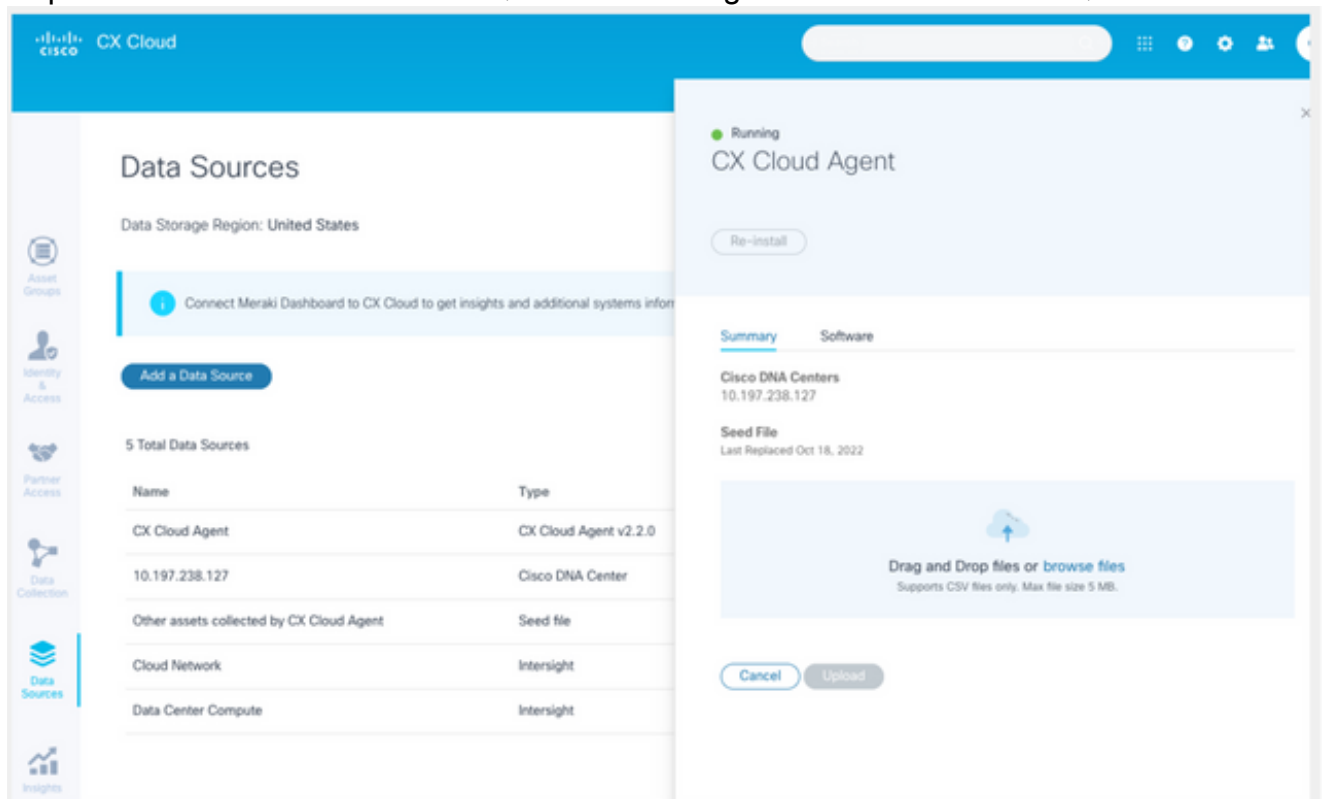 cisco CX Cloud
Data Sources
Data Storage Region: United States
Connect Meraki Dashboard to CX Cloud to get insights and additional systems infor
Add a Data Source
5 Total Data Sources
Name Type
CX Cloud Agent CX Cloud Agent v2.2.0
10.197.238.127 Cisco DNA Center
Other assets collected by CX Cloud Agent Seed file
Cloud Network Intersight
Data Center Compute Intersight
Asset
Groups
Identity
&
Access
Partner
Access
Data
Collection
Data
Sources
Insights
Running
CX Cloud Agent
Re-install
Summary Software
Cisco DNA Centers
10.197.238.127
Seed File
Last Replaced Oct 18, 2022
Drag and Drop files or browse files
Supports CSV files only. Max file size 5 MB.
Cancel Upload